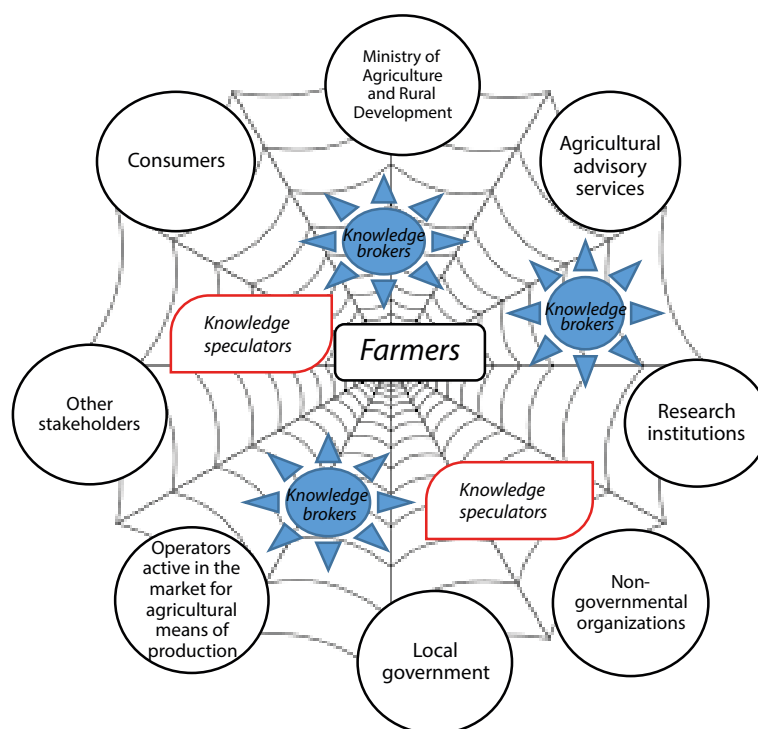 Ministry of
Agriculture
and Rural
Development
Consumers
Agricultural
advisory
services
Knowledge
brokers
Knowledge
brokers
Knowledge
speculators
Farmers
Other
stakeholders
Research
institutions
Knowledge
brokers
Knowledge
speculators
Operators
active in the
market for
agricultural
means of
production
Non-
governmental
organizations
Local
government